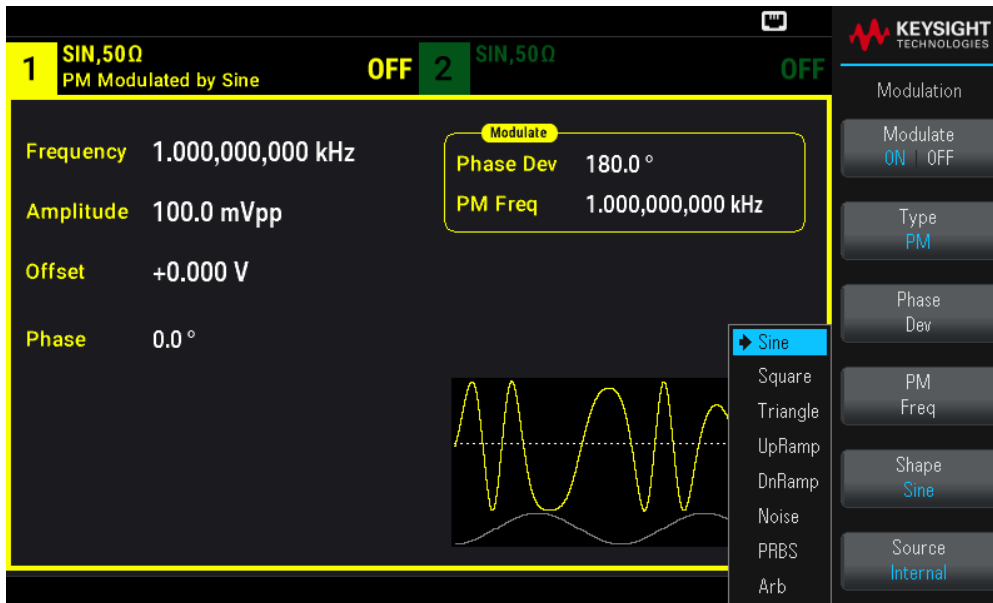 1
SIN,50Ω
PM Modulated by Sine
OFF
2
SIN,50Ω
OFF
Frequency 1.000,000,000 kHz
Amplitude 100.0 mVpp
Offset +0.000 V
Phase 0.0 °
Modulate
Phase Dev 180.0 °
PM Freq 1.000,000,000 kHz
Sine
Square
Triangle
UpRamp
DnRamp
Noise
PRBS
Arb
KEYSIGHT
TECHNOLOGIES
Modulation
Modulate
ON | OFF
Type
PM
Phase
Dev
PM
Freq
Shape
Sine
Source
Internal